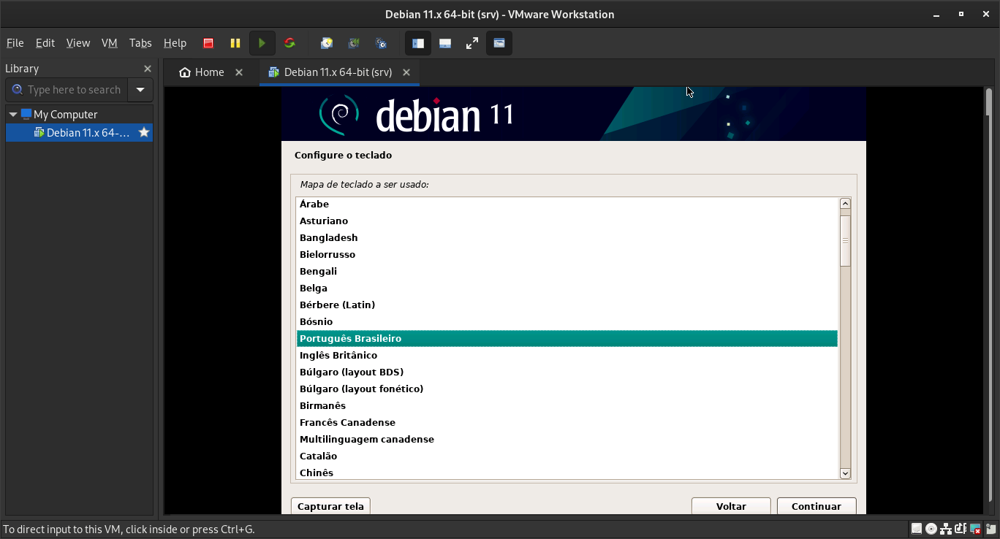 Debian 11.x 64-bit (srv) - VMware Workstation
File Edit View VM Tabs Help
Library
Home
Debian 11.x 64-bit (srv)
Type here to search
My Computer
Debian 11.x 64-...
debian 11
Configure o teclado
Mapa de teclado a ser usado:
Árabe
Asturiano
Bangladesh
Bielorrusso
Bengali
Belga
Bérbere (Latin)
Bósnio
Português Brasileiro
Inglês Britânico
Búlgaro (layout BDS)
Búlgaro (layout fonético)
Birmanês
Francês Canadense
Multilinguagem canadense
Catalão
Chinês
Capturar tela
Voltar
Continuar
To direct input to this VM, click inside or press Ctrl+G.